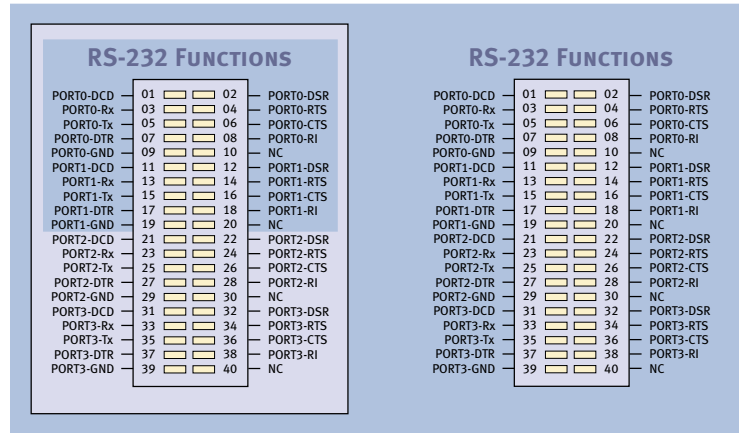 RS-232 Functions
PORT0-DCD 01 02 PORT0-DSR
PORT0-Rx 03 04 PORT0-RTS
PORT0-Tx 05 06 PORT0-CTS
PORT0-DTR 07 08 PORT0-RI
PORT0-GND 09 10 NC
PORT1-DCD 11 12 PORT1-DSR
PORT1-Rx 13 14 PORT1-RTS
PORT1-Tx 15 16 PORT1-CTS
PORT1-DTR 17 18 PORT1-RI
PORT1-GND 19 20 NC
PORT2-DCD 21 22 PORT2-DSR
PORT2-Rx 23 24 PORT2-RTS
PORT2-Tx 25 26 PORT2-CTS
PORT2-DTR 27 28 PORT2-RI
PORT2-GND 29 30 NC
PORT3-DCD 31 32 PORT3-DSR
PORT3-Rx 33 34 PORT3-RTS
PORT3-Tx 35 36 PORT3-CTS
PORT3-DTR 37 38 PORT3-RI
PORT3-GND 39 40 NC
RS-232 Functions
PORT0-DCD 01 02 PORT0-DSR
PORT0-Rx 03 04 PORT0-RTS
PORT0-Tx 05 06 PORT0-CTS
PORT0-DTR 07 08 PORT0-RI
PORT0-GND 09 10 NC
PORT1-DCD 11 12 PORT1-DSR
PORT1-Rx 13 14 PORT1-RTS
PORT1-Tx 15 16 PORT1-CTS
PORT1-DTR 17 18 PORT1-RI
PORT1-GND 19 20 NC
PORT2-DCD 21 22 PORT2-DSR
PORT2-Rx 23 24 PORT2-RTS
PORT2-Tx 25 26 PORT2-CTS
PORT2-DTR 27 28 PORT2-RI
PORT2-GND 29 30 NC
PORT3-DCD 31 32 PORT3-DSR
PORT3-Rx 33 34 PORT3-RTS
PORT3-Tx 35 36 PORT3-CTS
PORT3-DTR 37 38 PORT3-RI
PORT3-GND 39 40 NC